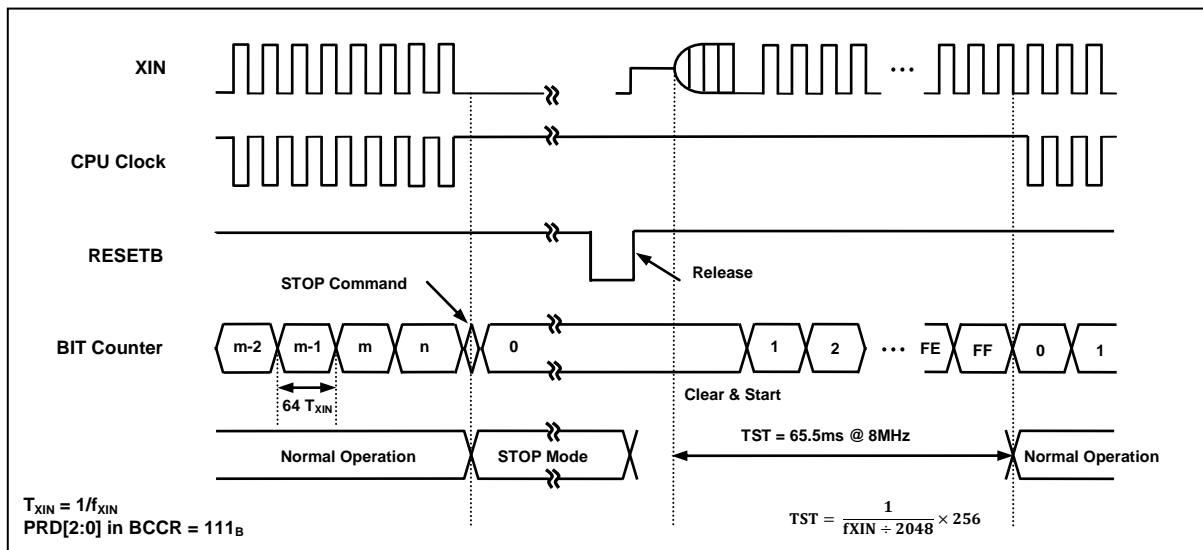 XIN
...
CPU Clock
RESETB
Release
STOP Command
BIT Counter
m-2 m-1 m n 0 1 2 ... FE FF 0 1
Clear & Start
64 TXIN
TST = 65.5ms @ 8MHz
Normal Operation STOP Mode Normal Operation
TXIN = 1/fXIN
PRD[2:0] in BCCR = 111B
TST = 1 / (fXIN ÷ 2048) × 256